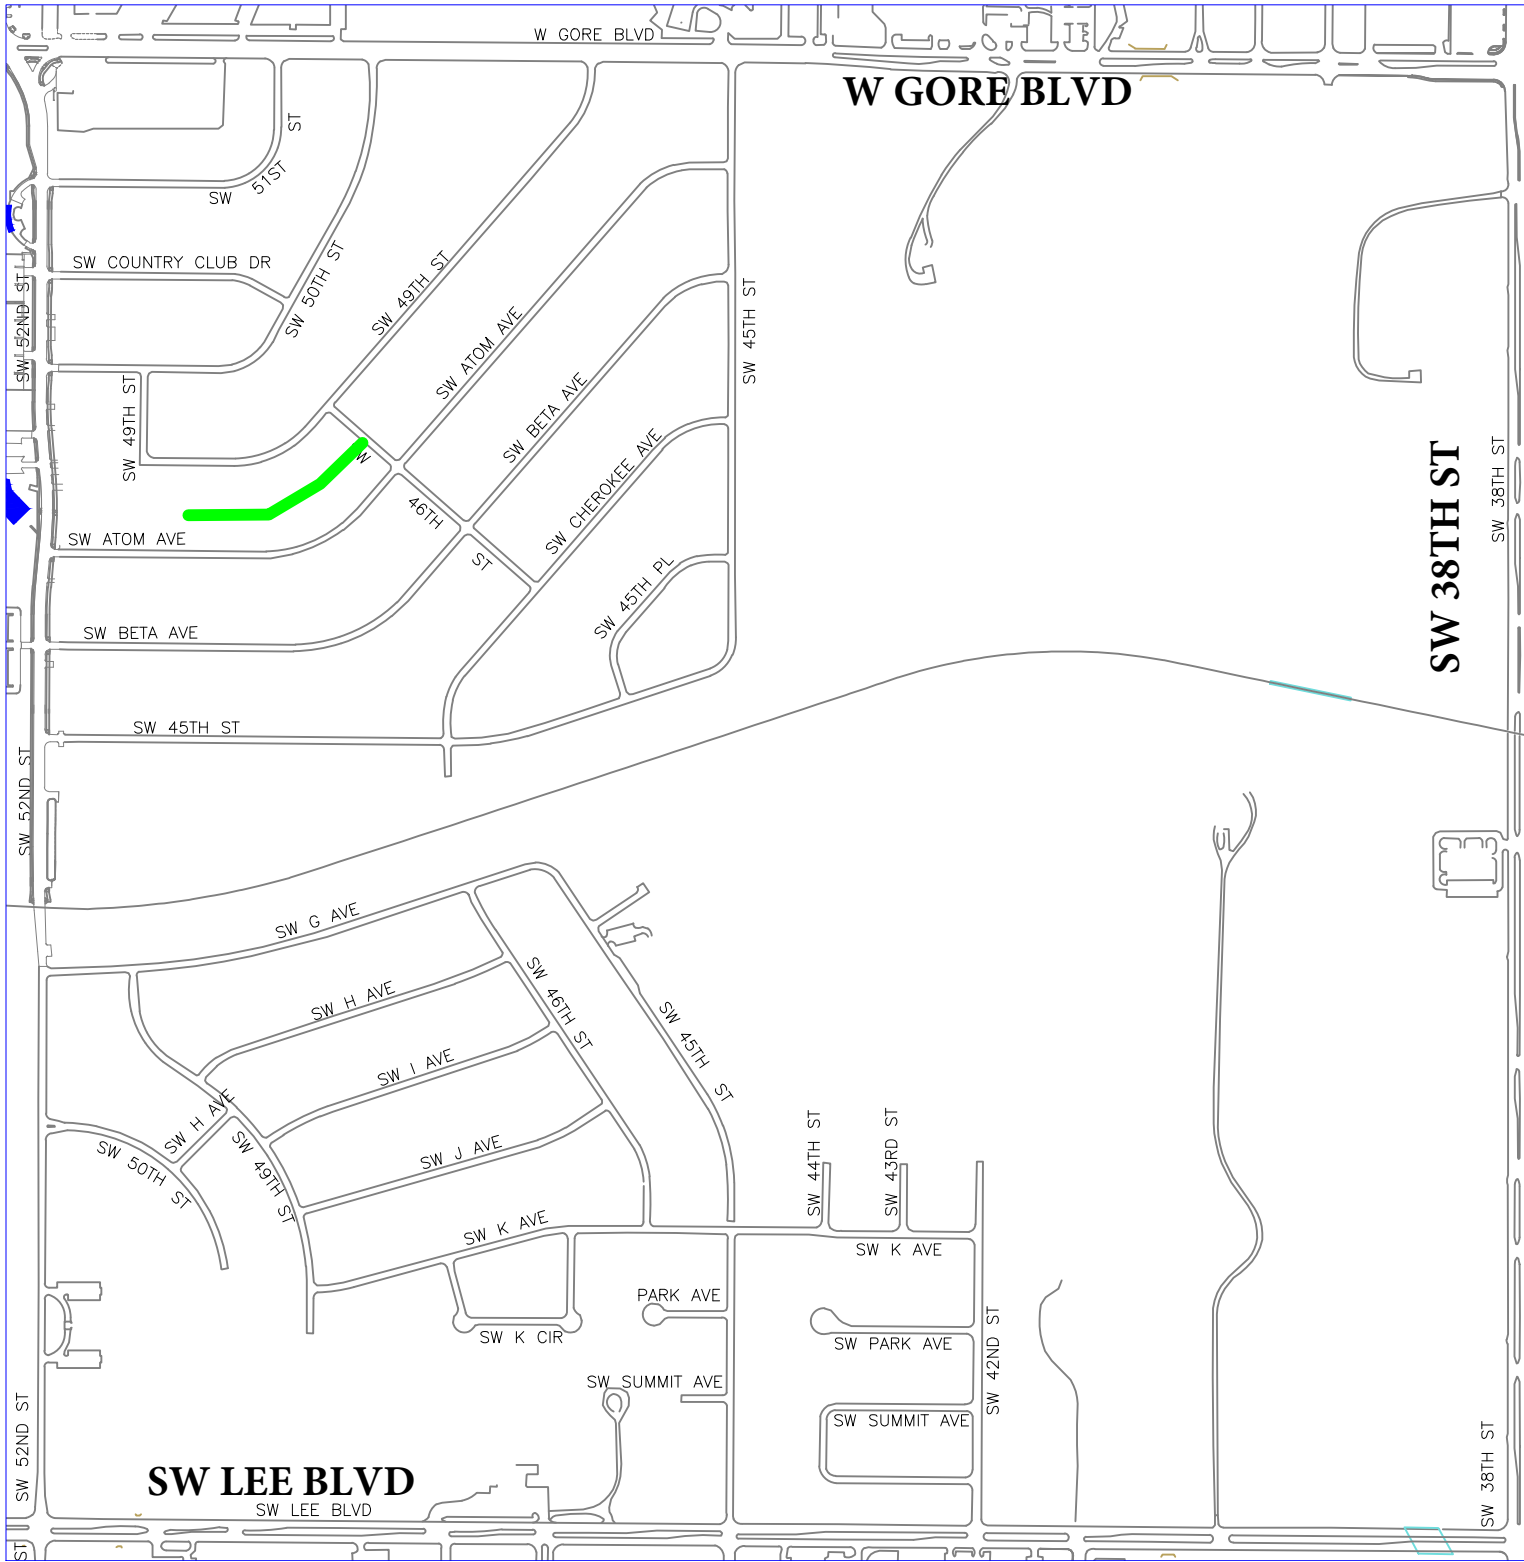 W GORE BLVD
W GORE BLVD
ST
51ST
SW
SW COUNTRY CLUB DR
SW 50TH ST
SW 49TH ST
SW 52ND ST
SW ATOM AVE
SW 45TH ST
SW 49TH ST
SW BETA AVE
SW CHEROKEE AVE
SW 38TH ST
SW 38TH ST
W
46TH
ST
SW ATOM AVE
SW 45TH PL
SW BETA AVE
SW 45TH ST
SW 52ND ST
SW G AVE
SW H AVE
SW 46TH ST
SW 45TH ST
SW I AVE
SW H AVE
SW 50TH ST
SW 49TH ST
SW J AVE
SW 44TH ST
SW 43RD ST
SW K AVE
SW K AVE
PARK AVE
SW K CIR
SW PARK AVE
SW 42ND ST
SW SUMMIT AVE
SW SUMMIT AVE
SW 52ND ST
SW LEE BLVD
SW LEE BLVD
SW 38TH ST
ST